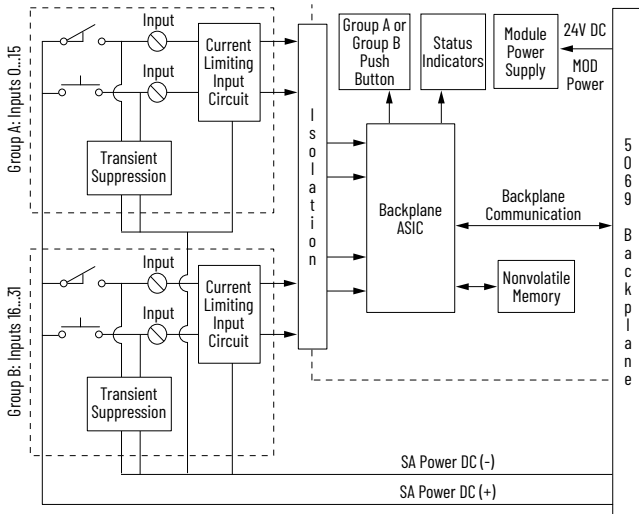 Group A: Inputs 0...15
Input
Input
Current
Limiting
Input
Circuit
Transient
Suppression
Group B: Inputs 16...31
Input
Input
Current
Limiting
Input
Circuit
Transient
Suppression
Isolation
Group A or
Group B
Push
Button
Status
Indicators
Module
Power
Supply
24V DC
MOD
Power
Backplane
ASIC
Backplane
Communication
Nonvolatile
Memory
5069 Backplane
SA Power DC (-)
SA Power DC (+)